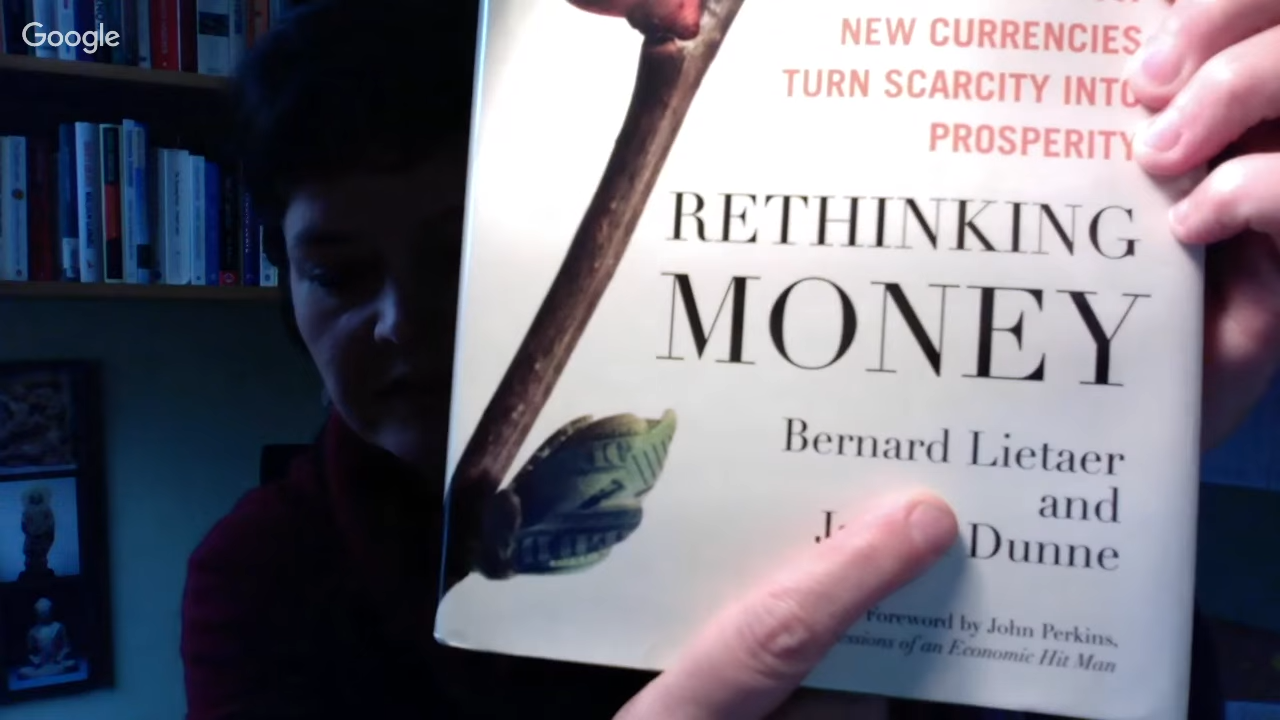 Google
NEW CURRENCIES
TURN SCARCITY INTO
PROSPERITY
RETHINKING
MONEY
Bernard Lietaer
and
Dunne
Foreword by John Perkins,
of an Economic Hit Man